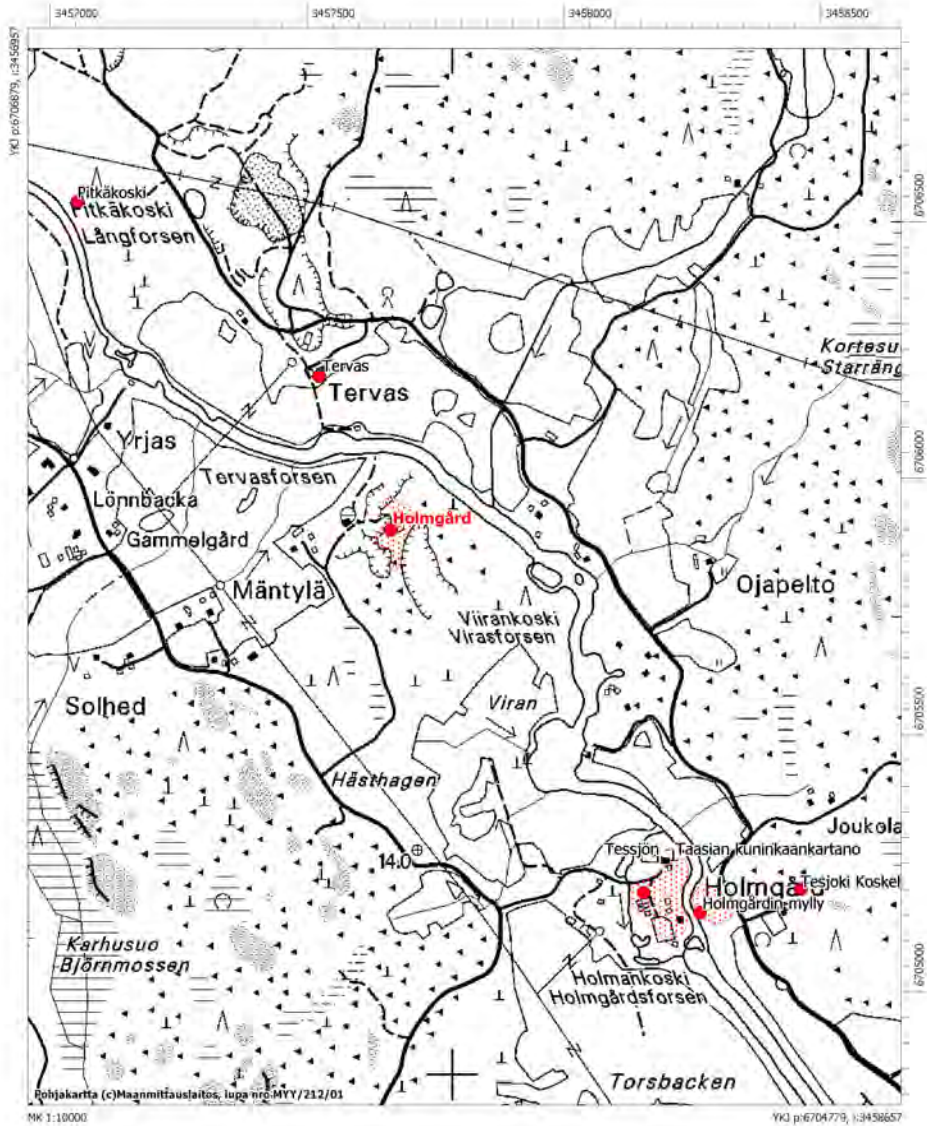 3457000
3457500
3458000
3458500
YKJ p:6706879, i:3456957
Pitkäkoski
Pitkäkoski
Långforsen
6706500
Kortesu
Starräng
Tervas
Tervas
Yrjas
Tervasforsen
6706000
Lönnbacka
Gammelgård
Holmgård
Mäntylä
Ojapelto
Viirankoski
Virasforsen
Solhed
Viran
6705500
Hästhagen
Joukola
14.0
Tessjön - Taasian kuninkaankartano
Holmgå
Tesjoki Koskel
Holmgårdin mylly
Karhusuo
Björnmossen
Holmankoski
Holmgårdsforsen
6705000
Torsbacken
Pohjakartta (c)Maanmittauslaitos, lupa nro MYY/212/01
MK 1:10000
YKJ p:6704779, i:3458657